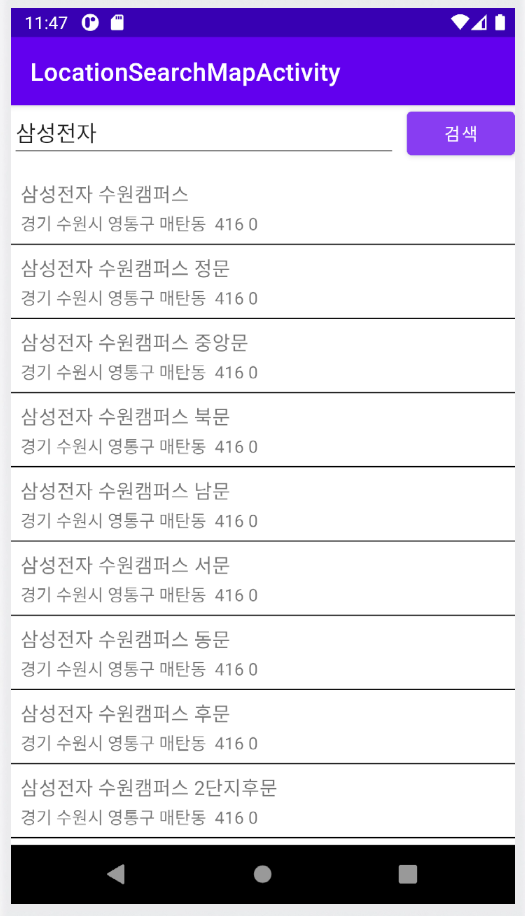 11:47
LocationSearchMapActivity
삼성전자
검색
삼성전자 수원캠퍼스
경기 수원시 영통구 매탄동  416 0
삼성전자 수원캠퍼스 정문
경기 수원시 영통구 매탄동  416 0
삼성전자 수원캠퍼스 중앙문
경기 수원시 영통구 매탄동  416 0
삼성전자 수원캠퍼스 북문
경기 수원시 영통구 매탄동  416 0
삼성전자 수원캠퍼스 남문
경기 수원시 영통구 매탄동  416 0
삼성전자 수원캠퍼스 서문
경기 수원시 영통구 매탄동  416 0
삼성전자 수원캠퍼스 동문
경기 수원시 영통구 매탄동  416 0
삼성전자 수원캠퍼스 후문
경기 수원시 영통구 매탄동  416 0
삼성전자 수원캠퍼스 2단지후문
경기 수원시 영통구 매탄동  416 0